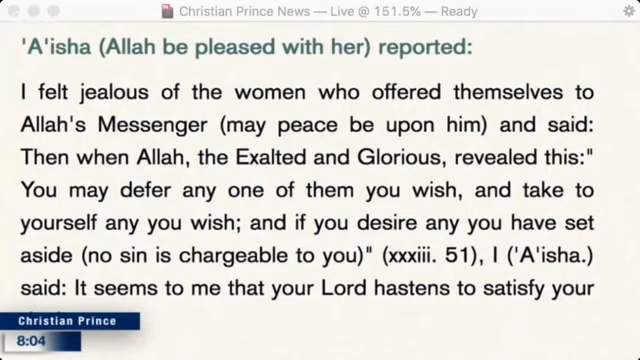 Christian Prince News — Live @ 151.5% — Ready
'A'isha (Allah be pleased with her) reported:
I felt jealous of the women who offered themselves to
Allah's Messenger (may peace be upon him) and said:
Then when Allah, the Exalted and Glorious, revealed this:"
You may defer any one of them you wish, and take to
yourself any you wish; and if you desire any you have set
aside (no sin is chargeable to you)" (xxxiii. 51), I ('A'isha.)
said: It seems to me that your Lord hastens to satisfy your
Christian Prince
8:04